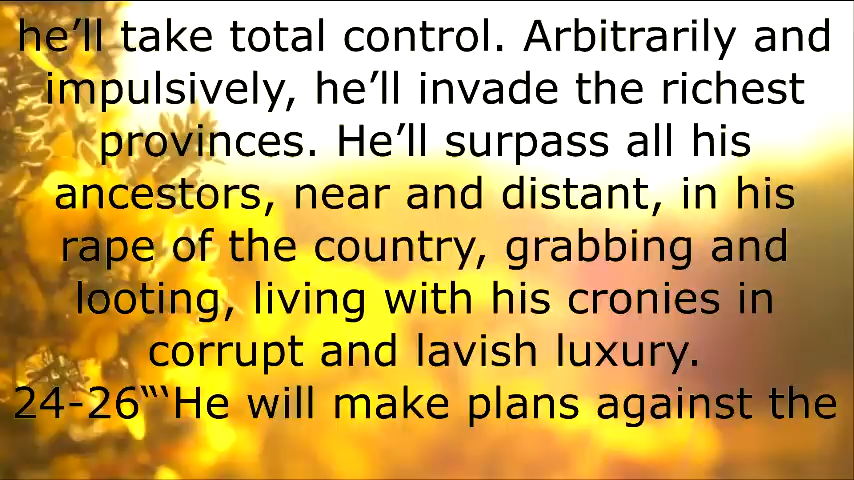 he’ll take total control. Arbitrarily and
impulsively, he’ll invade the richest
provinces. He’ll surpass all his
ancestors, near and distant, in his
rape of the country, grabbing and
looting, living with his cronies in
corrupt and lavish luxury.
24-26“‘He will make plans against the